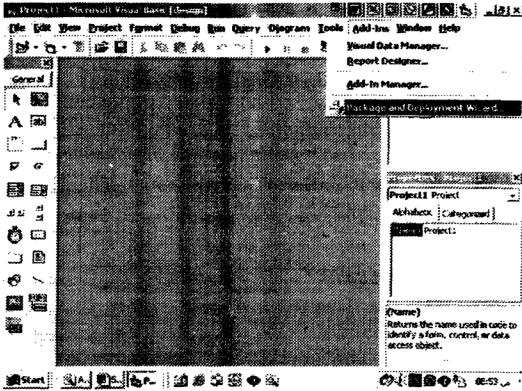 Project1 - Microsoft Visual Basic [design]
File Edit View Project Format Debug Run Query Diagram Tools Add-Ins Window Help
Visual Data Manager...
Report Designer...
Add-In Manager...
Package and Deployment Wizard...
General
Project1 Project
Alphabetic Categorized
Project1
(Name)
Returns the name used in code to
identify a form, control, or data
access object.
Start